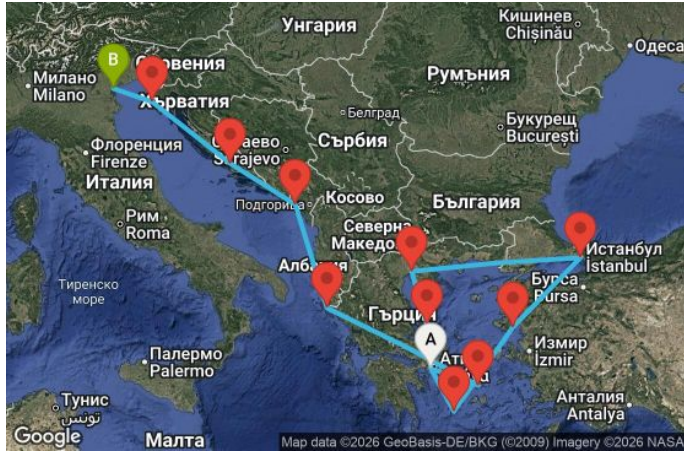 Унгария
Кишинев
Chișinău
Одеса
Словения
Милано
Milano
Румъния
Хърватия
Белград
Букурещ
București
Флоренция
Firenze
Сърбия
Sarajevo
Италия
Подгорица
Косово
България
Рим
Roma
Северна
Истанбул
İstanbul
Албания
Бурса
Bursa
Тиренско
море
Гърция
A
B
Измир
İzmir
Палермо
Palermo
Анталия
Antalya
Тунис
تونس
Малта
Google
Map data ©2026 GeoBasis-DE/BKG (©2009) Imagery ©2026 NASA